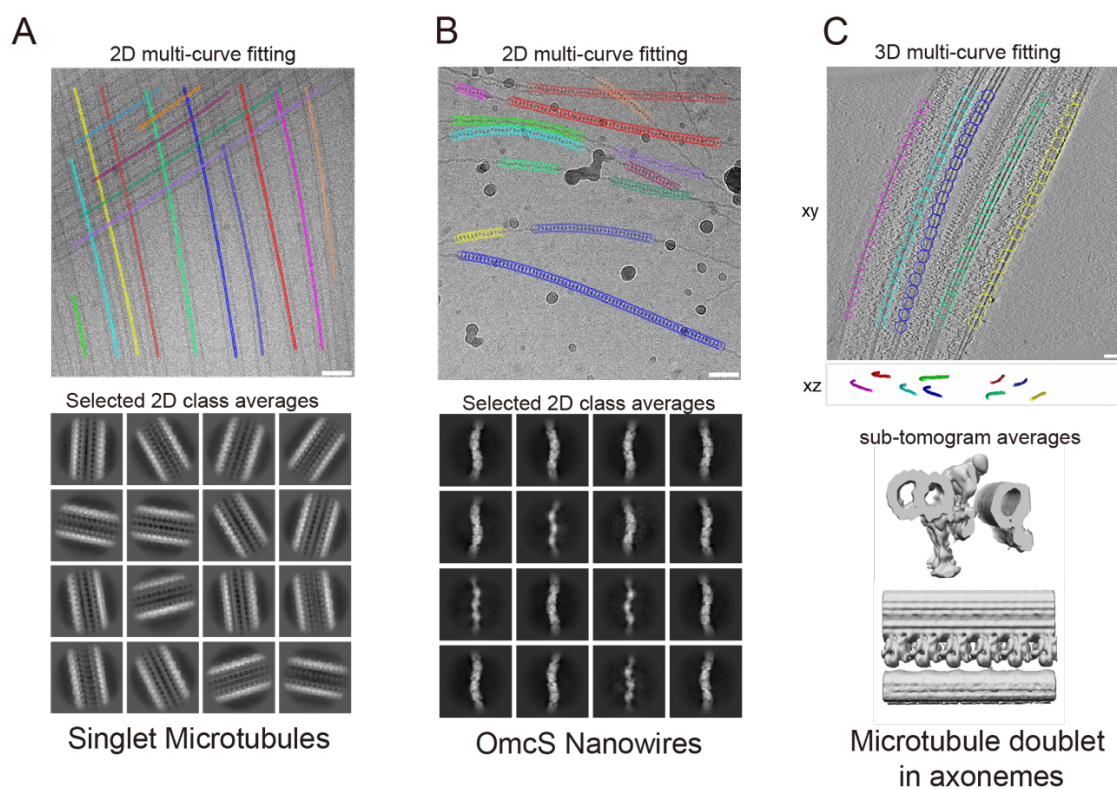 A
2D multi-curve fitting
Selected 2D class averages
Singlet Microtubules
B
2D multi-curve fitting
Selected 2D class averages
OmcS Nanowires
C
3D multi-curve fitting
xy
xz
sub-tomogram averages
Microtubule doublet
in axonemes